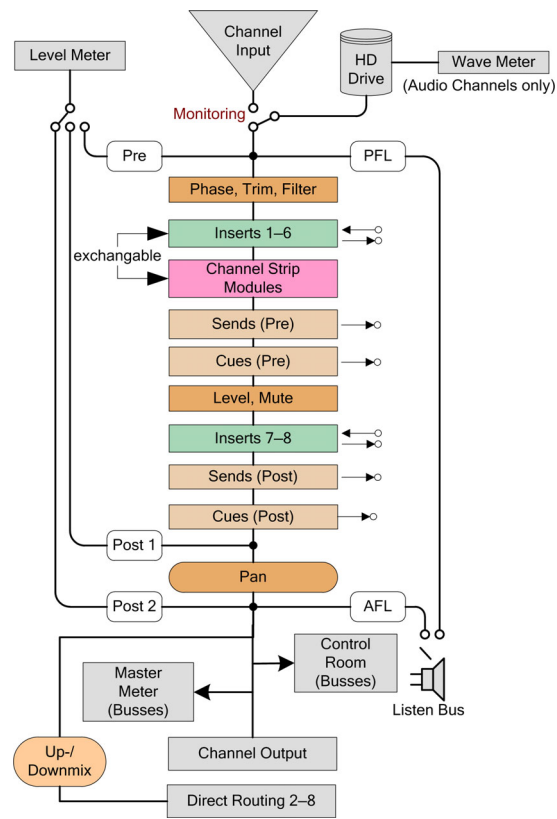 Channel
Input
Level Meter
HD
Drive
Wave Meter
(Audio Channels only)
Monitoring
Pre
PFL
Phase, Trim, Filter
Inserts 1–6
exchangable
Channel Strip
Modules
Sends (Pre)
Cues (Pre)
Level, Mute
Inserts 7–8
Sends (Post)
Cues (Post)
Post 1
Pan
Post 2
AFL
Control
Room
(Busses)
Master
Meter
(Busses)
Listen Bus
Channel Output
Up-/
Downmix
Direct Routing 2–8